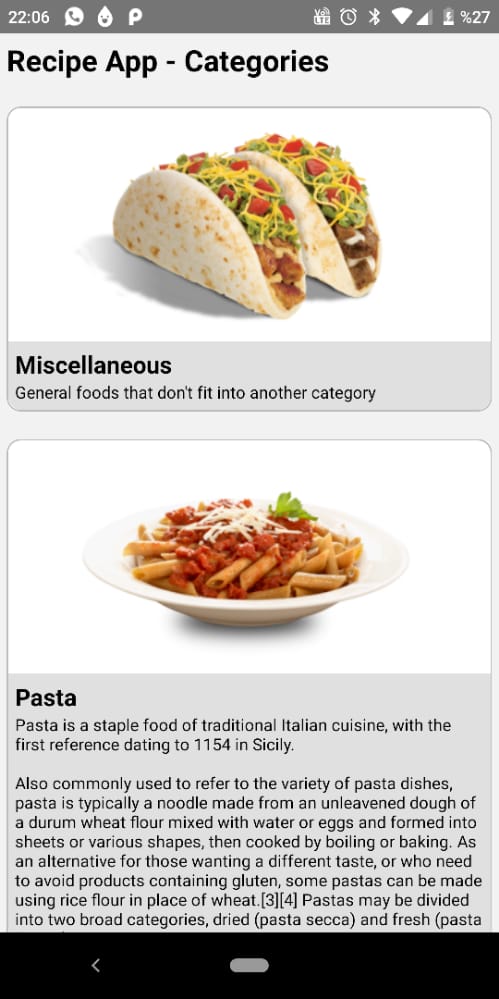 22:06
VoLTE
%27
Recipe App - Categories
Miscellaneous
General foods that don't fit into another category
Pasta
Pasta is a staple food of traditional Italian cuisine, with the
first reference dating to 1154 in Sicily.
Also commonly used to refer to the variety of pasta dishes,
pasta is typically a noodle made from an unleavened dough of
a durum wheat flour mixed with water or eggs and formed into
sheets or various shapes, then cooked by boiling or baking. As
an alternative for those wanting a different taste, or who need
to avoid products containing gluten, some pastas can be made
using rice flour in place of wheat.[3][4] Pastas may be divided
into two broad categories, dried (pasta secca) and fresh (pasta